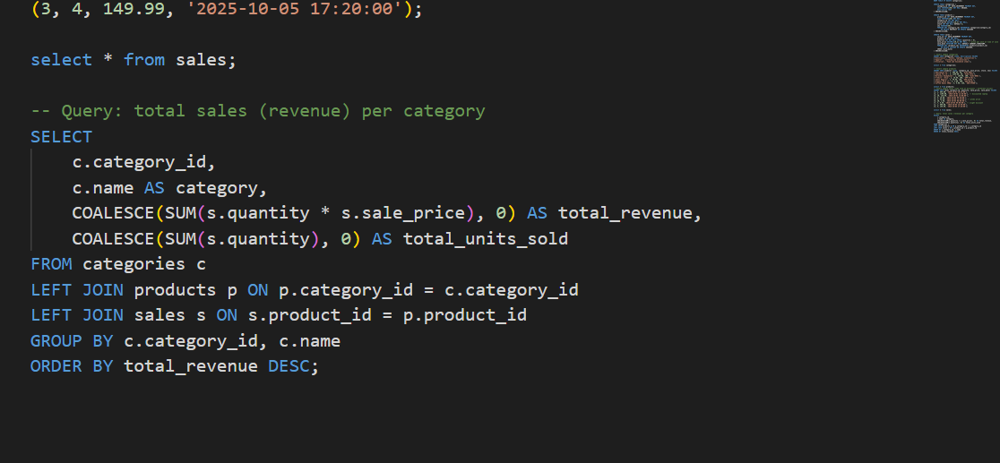 (3, 4, 149.99, '2025-10-05 17:20:00');
select * from sales;
-- Query: total sales (revenue) per category
SELECT
    c.category_id,
    c.name AS category,
    COALESCE(SUM(s.quantity * s.sale_price), 0) AS total_revenue,
    COALESCE(SUM(s.quantity), 0) AS total_units_sold
FROM categories c
LEFT JOIN products p ON p.category_id = c.category_id
LEFT JOIN sales s ON s.product_id = p.product_id
GROUP BY c.category_id, c.name
ORDER BY total_revenue DESC;